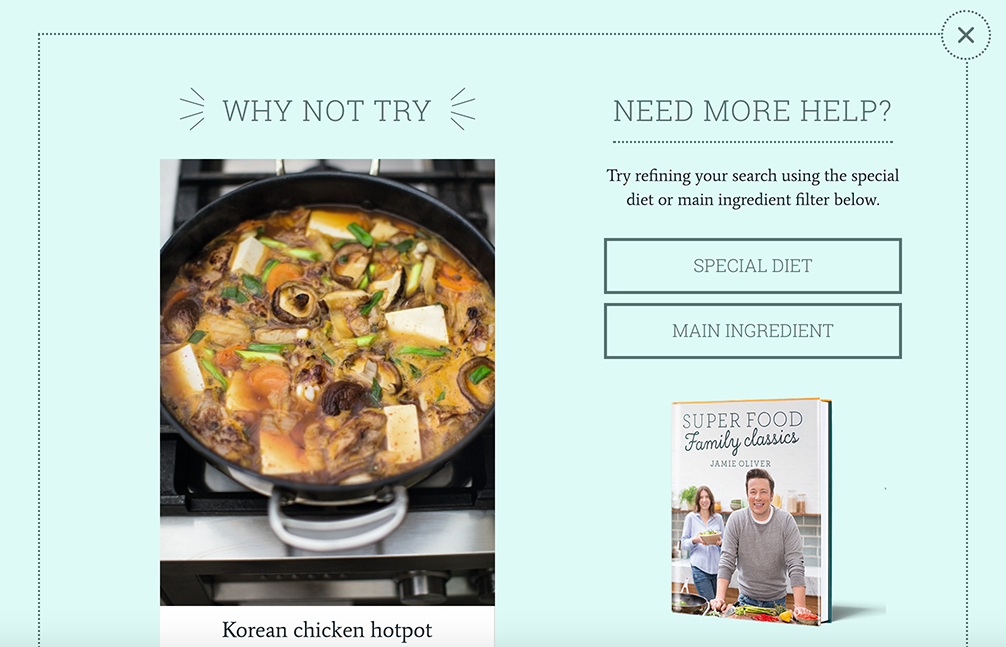 WHY NOT TRY
Korean chicken hotpot
NEED MORE HELP?
Try refining your search using the special
diet or main ingredient filter below.
SPECIAL DIET
MAIN INGREDIENT
SUPER FOOD
Family classics
JAMIE OLIVER